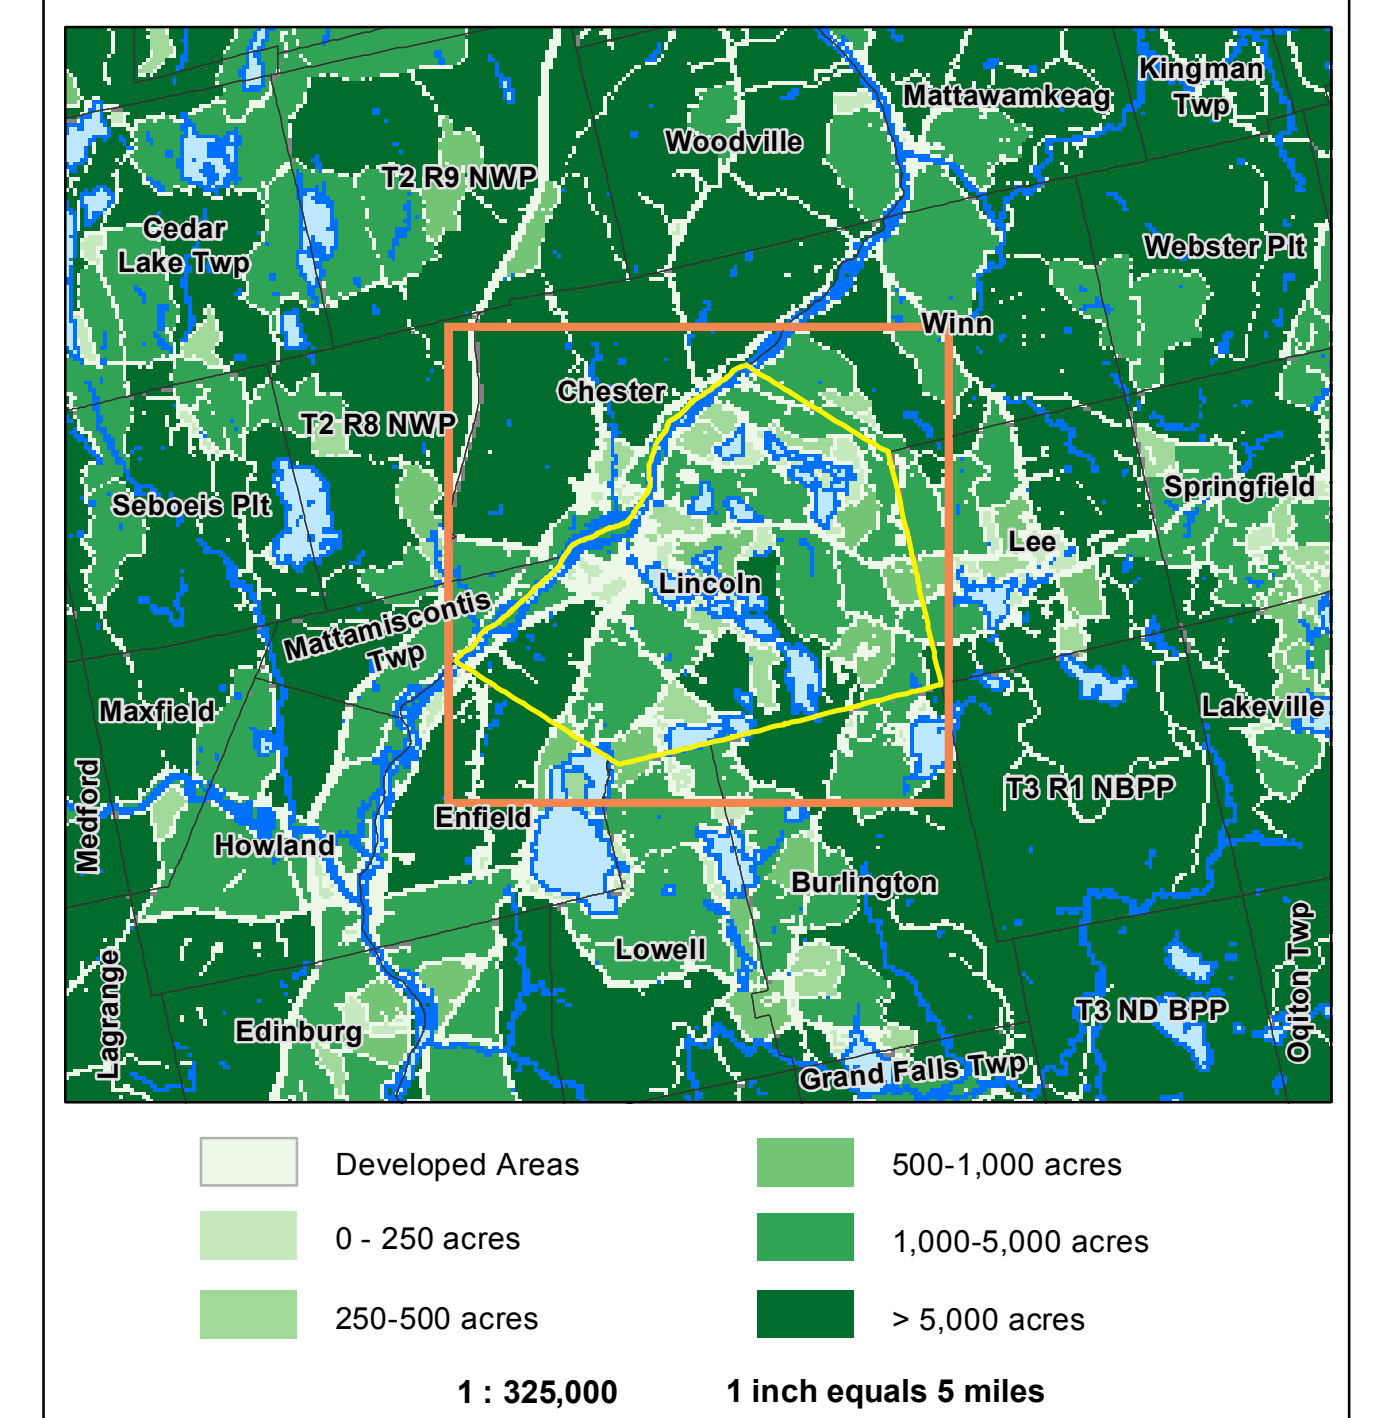 Kingman
Twp
Mattawamkeag
Woodville
T2 R9 NWP
Cedar
Lake Twp
Webster Plt
Winn
Chester
T2 R8 NWP
Springfield
Seboeis Plt
Lee
Lincoln
Mattamiscontis
Twp
Maxfield
Lakeville
Medford
T3 R1 NBPP
Enfield
Howland
Burlington
Lowell
Lagrange
Edinburg
T3 ND BPP
Oqiton Twp
Grand Falls Twp
Developed Areas
500-1,000 acres
0 - 250 acres
1,000-5,000 acres
250-500 acres
> 5,000 acres
1 : 325,000
1 inch equals 5 miles